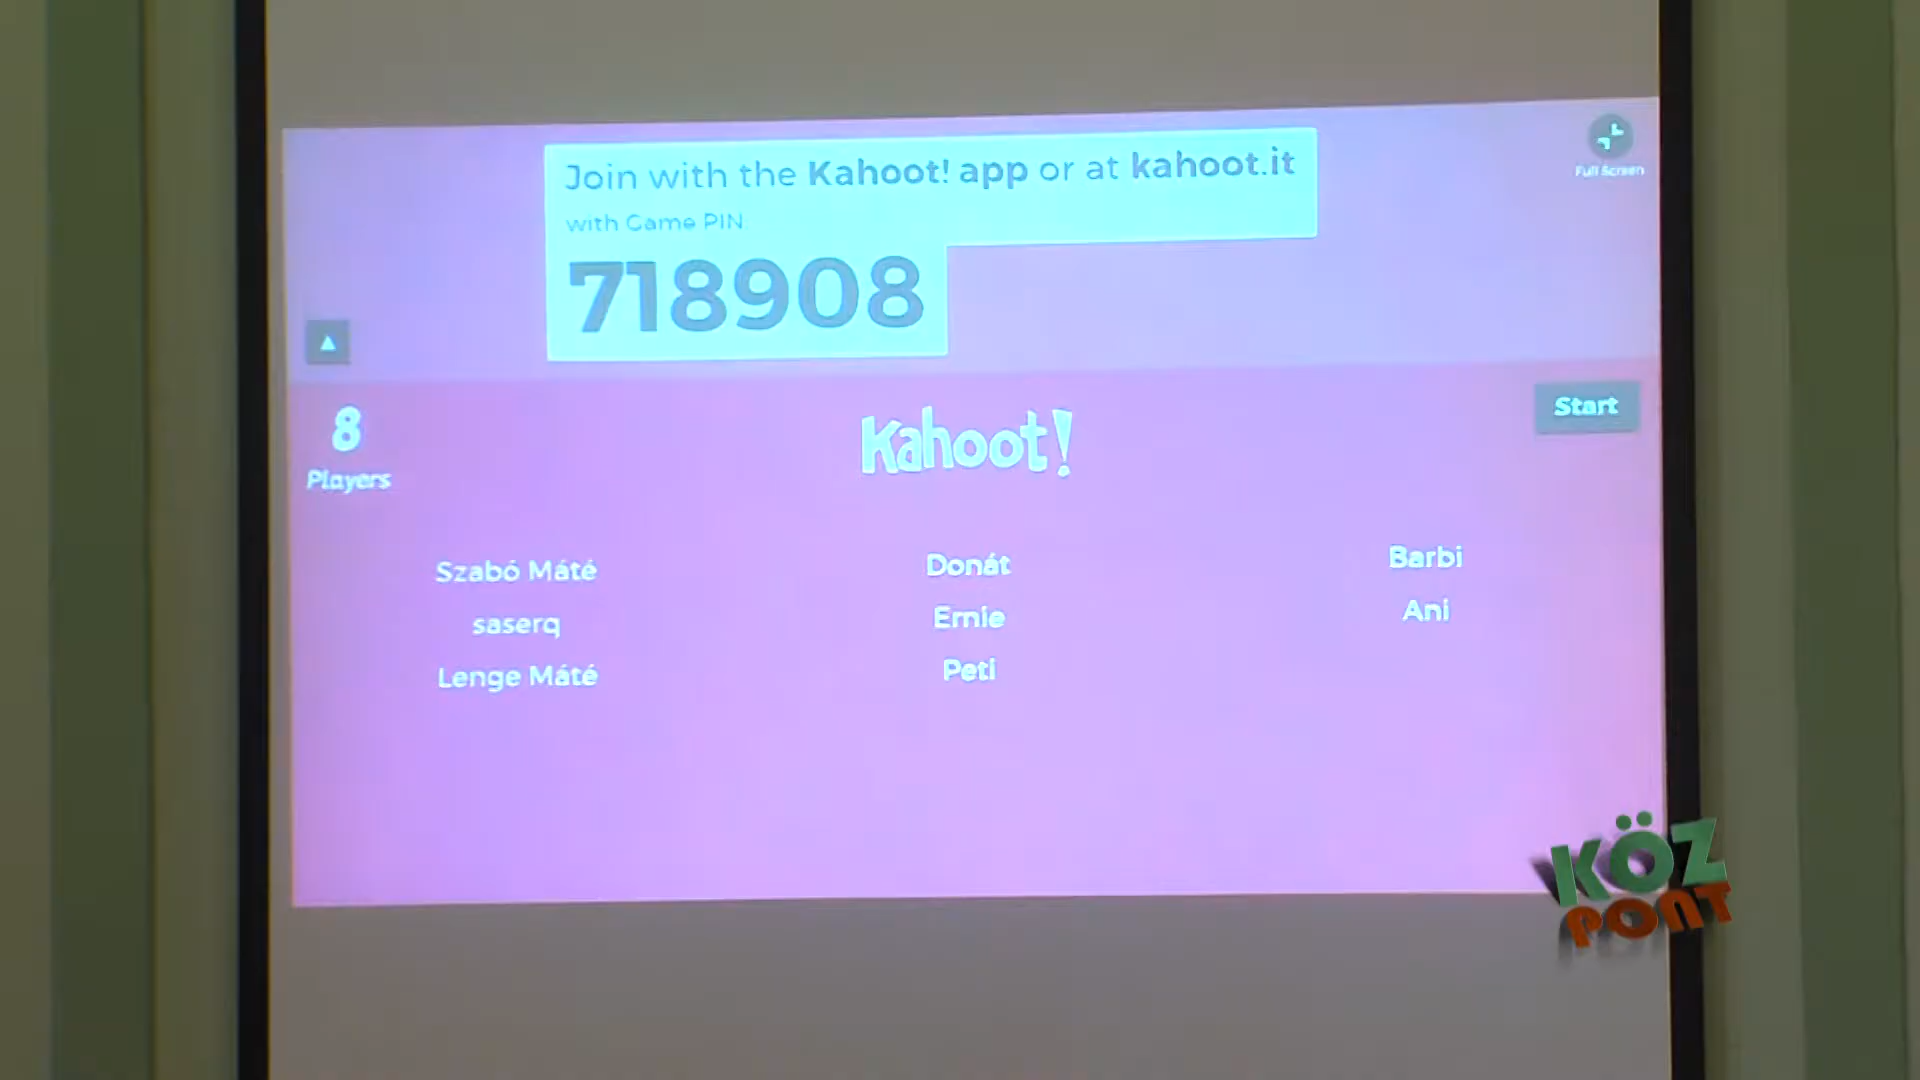 Join with the Kahoot! app or at kahoot.it
with Game PIN:
718908
Full Screen
8
Players
Kahoot!
Start
Szabó Máté
Donát
Barbi
saserq
Emie
Ani
Lenge Máté
Peti
KÖZ
PONT